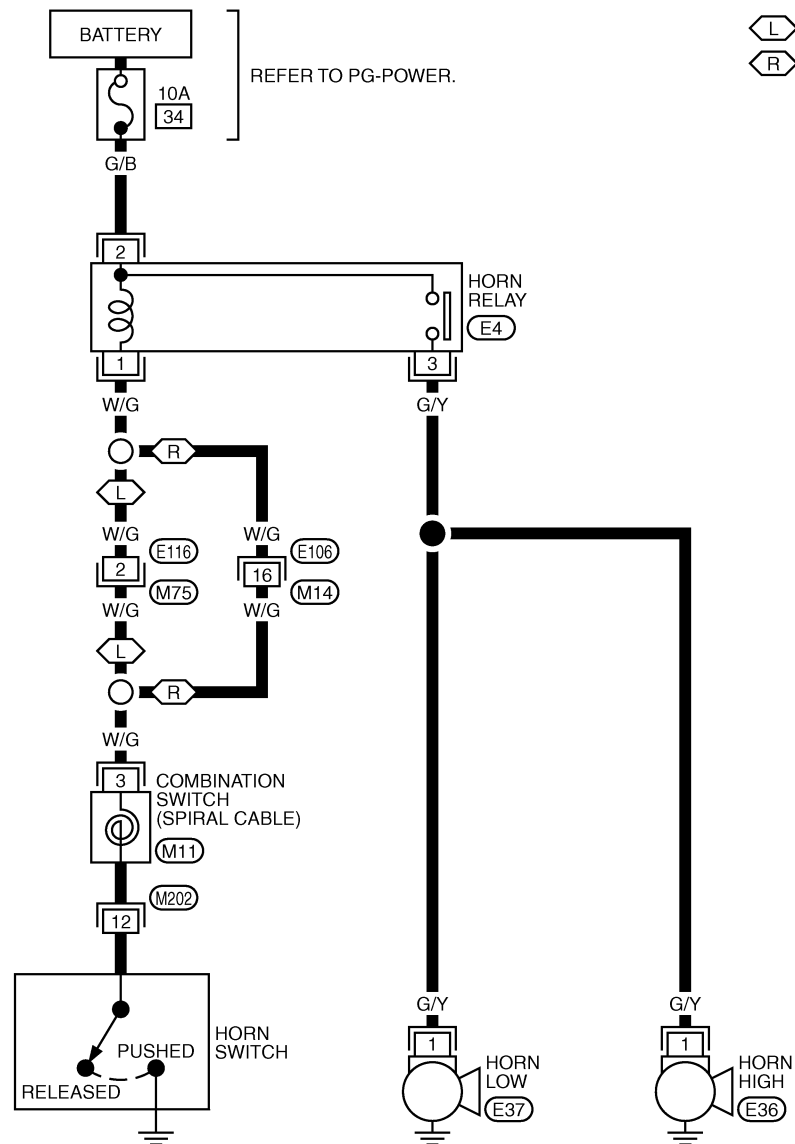 BATTERY
REFER TO PG-POWER.
10A
34
G/B
L
R
2
HORN
RELAY
E4
1
3
W/G
G/Y
R
L
W/G
W/G
E116
E106
2
16
M75
M14
W/G
W/G
L
R
W/G
3
COMBINATION
SWITCH
(SPIRAL CABLE)
M11
M202
12
HORN
SWITCH
PUSHED
RELEASED
G/Y
G/Y
1
1
HORN
LOW
E37
HORN
HIGH
E36